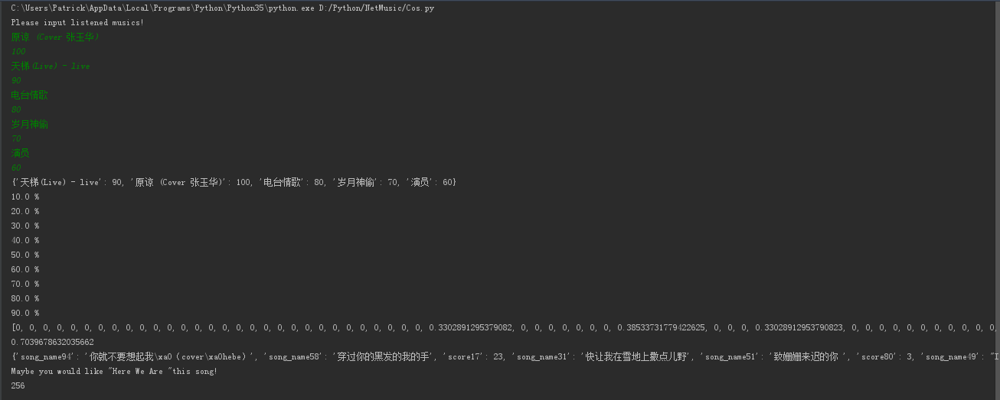 C:\Users\Patrick\AppData\Local\Programs\Python\Python35\python.exe D:/Python/NetMusic/Cos.py
Please input listened musics!
原谅 (Cover 张玉华)
100
天梯(Live) - live
90
电台情歌
80
岁月神偷
70
演员
60
{'天梯(Live) - live': 90, '原谅 (Cover 张玉华)': 100, '电台情歌': 80, '岁月神偷': 70, '演员': 60}
10.0 %
20.0 %
30.0 %
40.0 %
50.0 %
60.0 %
70.0 %
80.0 %
90.0 %
[0, 0, 0, 0, 0, 0, 0, 0, 0, 0, 0, 0, 0, 0, 0, 0, 0, 0, 0, 0, 0, 0, 0, 0, 0, 0, 0, 0, 0, 0, 0.3302891295379082, 0, 0, 0, 0, 0, 0, 0, 0.38533731779422625, 0, 0, 0, 0, 0.33028912953790823, 0, 0, 0, 0, 0, 0, 0, 0, 0, 0, 0,
0.7039678632035662
{'song_name94': '你就不要想起我\xa0（cover\xa0hebe）', 'song_name58': '穿过你的黑发的我的手', 'score17': 23, 'song_name31': '快让我在雪地上撒点儿野', 'song_name51': '致姗姗来迟的你 ', 'score80': 3, 'song_name49': "I
Maybe you would like "Here We Are "this song!
256